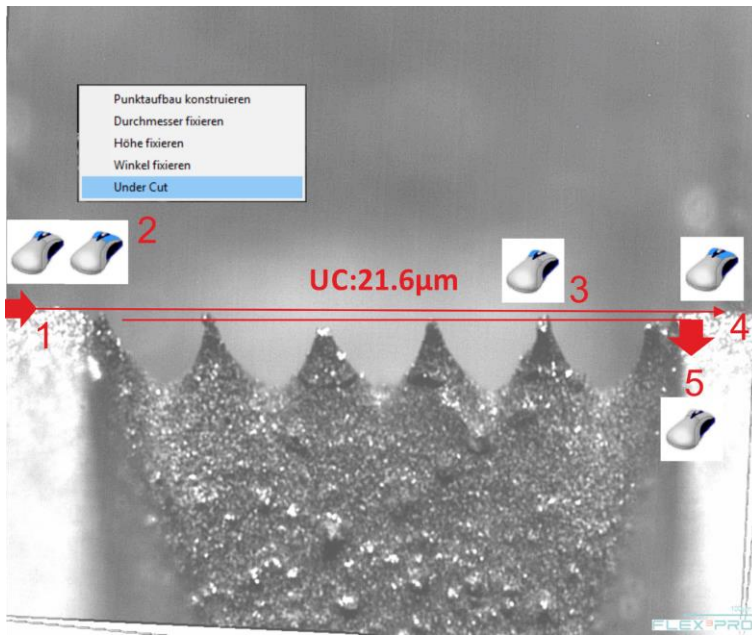 Punktaufbau konstruieren
Durchmesser fixieren
Höhe fixieren
Winkel fixieren
Under Cut
2
UC:21.6µm
3
1
4
5
FLEX PRO